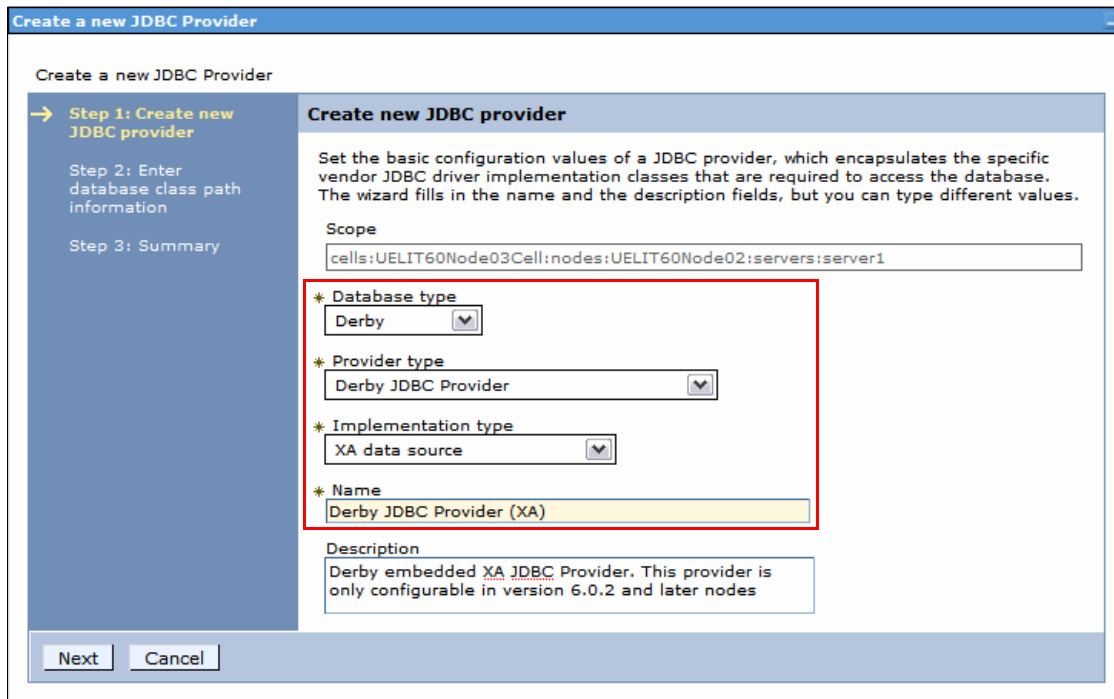 Create a new JDBC Provider
Create a new JDBC Provider
Step 1: Create new
JDBC provider
Step 2: Enter
database class path
information
Step 3: Summary
Create new JDBC provider
Set the basic configuration values of a JDBC provider, which encapsulates the specific
vendor JDBC driver implementation classes that are required to access the database.
The wizard fills in the name and the description fields, but you can type different values.
Scope
cells:UELIT60Node03Cell:nodes:UELIT60Node02:servers:server1
* Database type
Derby
* Provider type
Derby JDBC Provider
* Implementation type
XA data source
* Name
Derby JDBC Provider (XA)
Description
Derby embedded XA JDBC Provider. This provider is
only configurable in version 6.0.2 and later nodes
Next Cancel